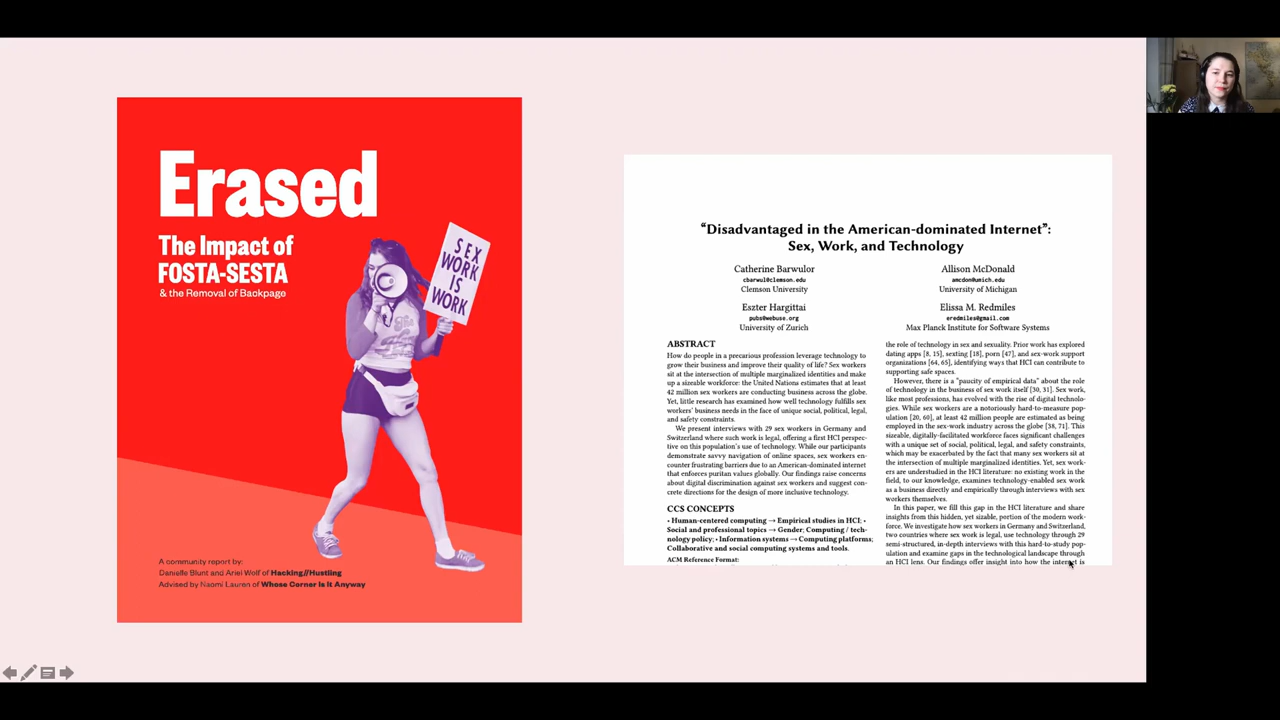 Erased
The Impact of
FOSTA-SESTA
& the Removal of Backpage
SEX
WORK
IS
WORK
A community report by:
Danielle Blunt and Ariel Wolf of Hacking//Hustling
Advised by Naomi Lauren of Whose Corner Is It Anyway
“Disadvantaged in the American-dominated Internet”:
Sex, Work, and Technology
Catherine Barwulor
cbarwul@clemson.edu
Clemson University
Allison McDonald
amcdon@umich.edu
University of Michigan
Eszter Hargittai
pubs@webuse.org
University of Zurich
Elissa M. Redmiles
eredmiles@gmail.com
Max Planck Institute for Software Systems
ABSTRACT
How do people in a precarious profession leverage technology to
grow their business and improve their quality of life? Sex workers
sit at the intersection of multiple marginalized identities and make
up a sizeable workforce: the United Nations estimates that at least
42 million sex workers are conducting business across the globe.
Yet, little research has examined how well technology fulfills sex
workers’ business needs in the face of unique social, political, legal,
and safety constraints.
We present interviews with 29 sex workers in Germany and
Switzerland where such work is legal, offering a first HCI perspec-
tive on this population’s use of technology. While our participants
demonstrate savvy navigation of online spaces, sex workers en-
counter frustrating barriers due to an American-dominated internet
that enforces puritan values globally. Our findings raise concerns
about digital discrimination against sex workers and suggest con-
crete directions for the design of more inclusive technology.
CCS CONCEPTS
• Human-centered computing → Empirical studies in HCI; •
Social and professional topics → Gender; Computing / tech-
nology policy; • Information systems → Computing platforms;
Collaborative and social computing systems and tools.
ACM Reference Format:
the role of technology in sex and sexuality. Prior work has explored
dating apps [8, 15], sexting [18], porn [47], and sex-work support
organizations [64, 65], identifying ways that HCI can contribute to
supporting safe spaces.
However, there is a “paucity of empirical data” about the role
of technology in the business of sex work itself [30, 31]. Sex work,
like most professions, has evolved with the rise of digital technolo-
gies. While sex workers are a notoriously hard-to-measure pop-
ulation [20, 60], at least 42 million people are estimated as being
employed in the sex-work industry across the globe [38, 71]. This
sizeable, digitally-facilitated workforce faces significant challenges
with a unique set of social, political, legal, and safety constraints,
which may be exacerbated by the fact that many sex workers sit at
the intersection of multiple marginalized identities. Yet, sex work-
ers are understudied in the HCI literature: no existing work in the
field, to our knowledge, examines technology-enabled sex work
as a business directly and empirically through interviews with sex
workers themselves.
In this paper, we fill this gap in the HCI literature and share
insights from this hidden, yet sizable, portion of the modern work-
force. We investigate how sex workers in Germany and Switzerland,
two countries where sex work is legal, use technology through 29
semi-structured, in-depth interviews with this hard-to-study pop-
ulation and examine gaps in the technological landscape through
an HCI lens. Our findings offer insight into how the internet is